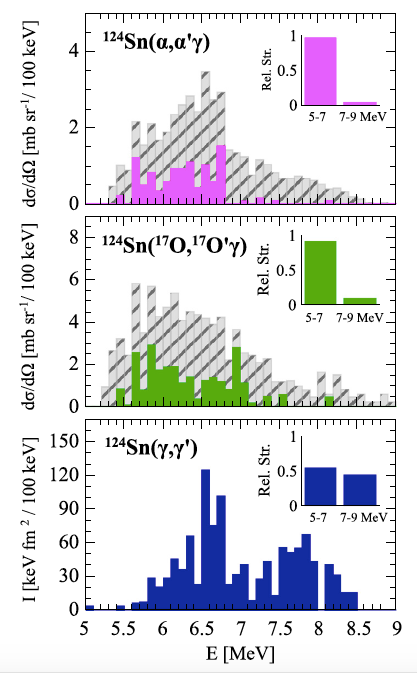 ¹²⁴Sn(α,α'γ)
dσ/dΩ [mb sr⁻¹/ 100 keV]
4
2
0
Rel. Str.
1
0.5
0
5-7 7-9 MeV
¹²⁴Sn(¹⁷O,¹⁷O'γ)
dσ/dΩ [mb sr⁻¹/ 100 keV]
8
6
4
2
0
Rel. Str.
1
0.5
0
5-7 7-9 MeV
¹²⁴Sn(γ,γ')
I [keV fm ² / 100 keV]
150
120
90
60
30
0
Rel. Str.
1
0.5
0
5-7 7-9 MeV
5 5.5 6 6.5 7 7.5 8 8.5 9
E [MeV]